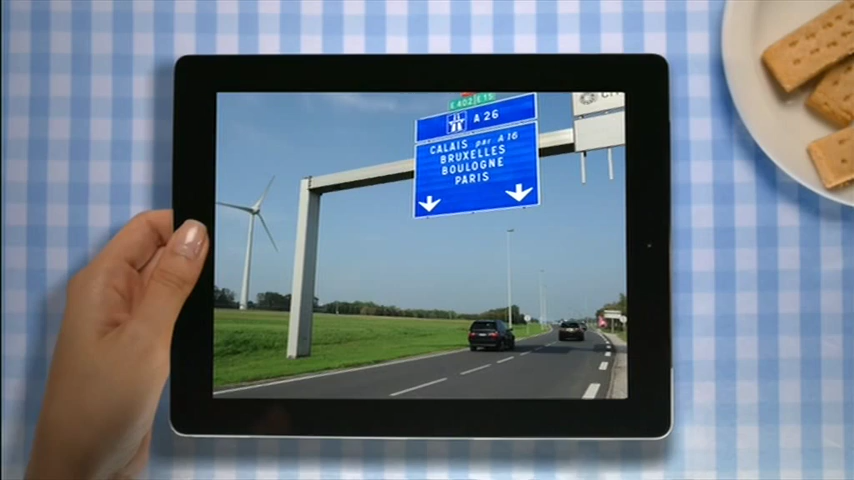 E 402 E 15
A 26
CALAIS par A 16
BRUXELLES
BOULOGNE
PARIS